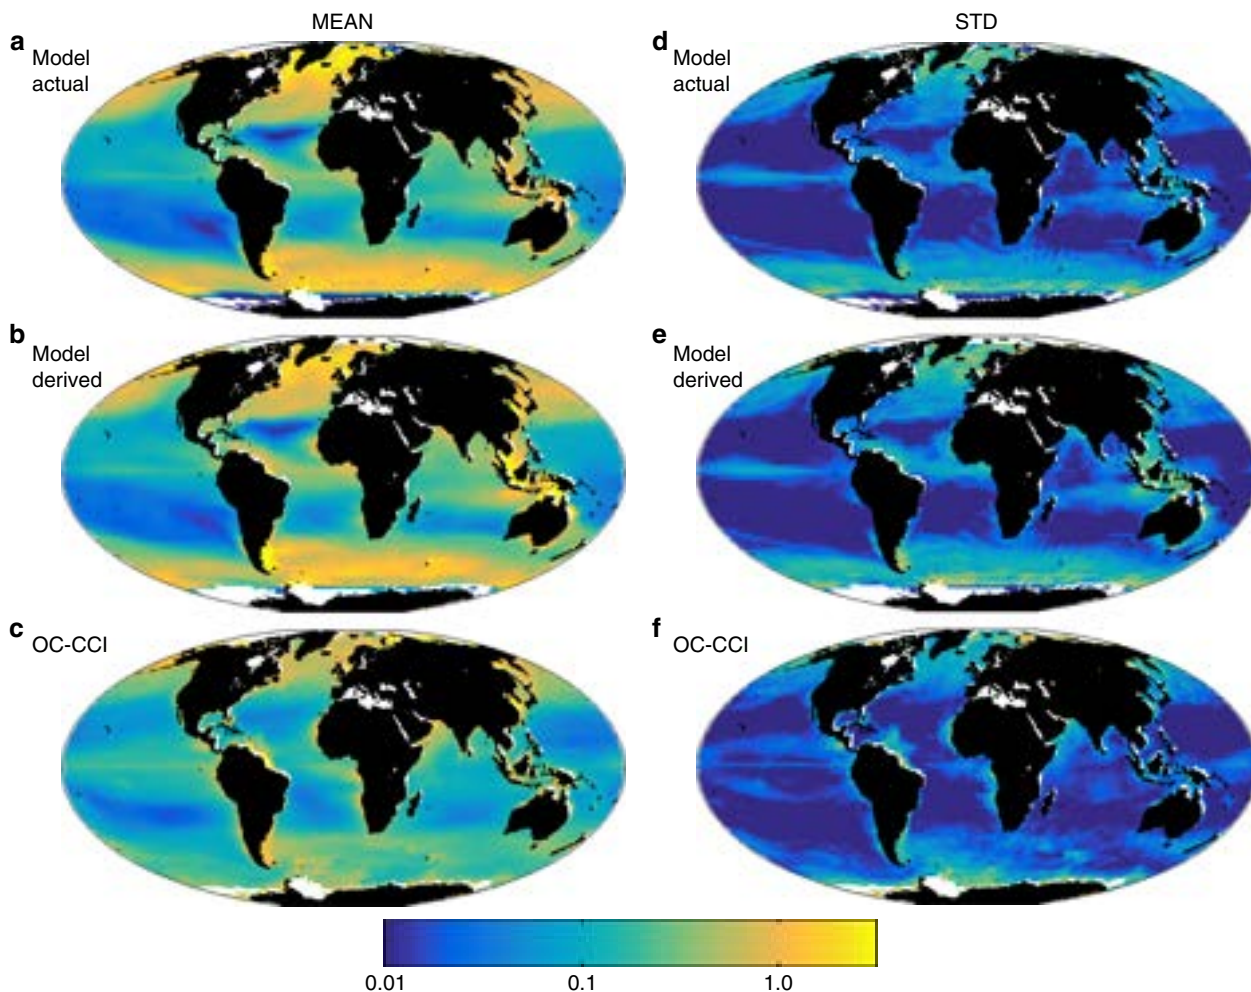 MEAN
STD
a
Model
actual
d
Model
actual
b
Model
derived
e
Model
derived
c
OC-CCI
f
OC-CCI
0.01
0.1
1.0